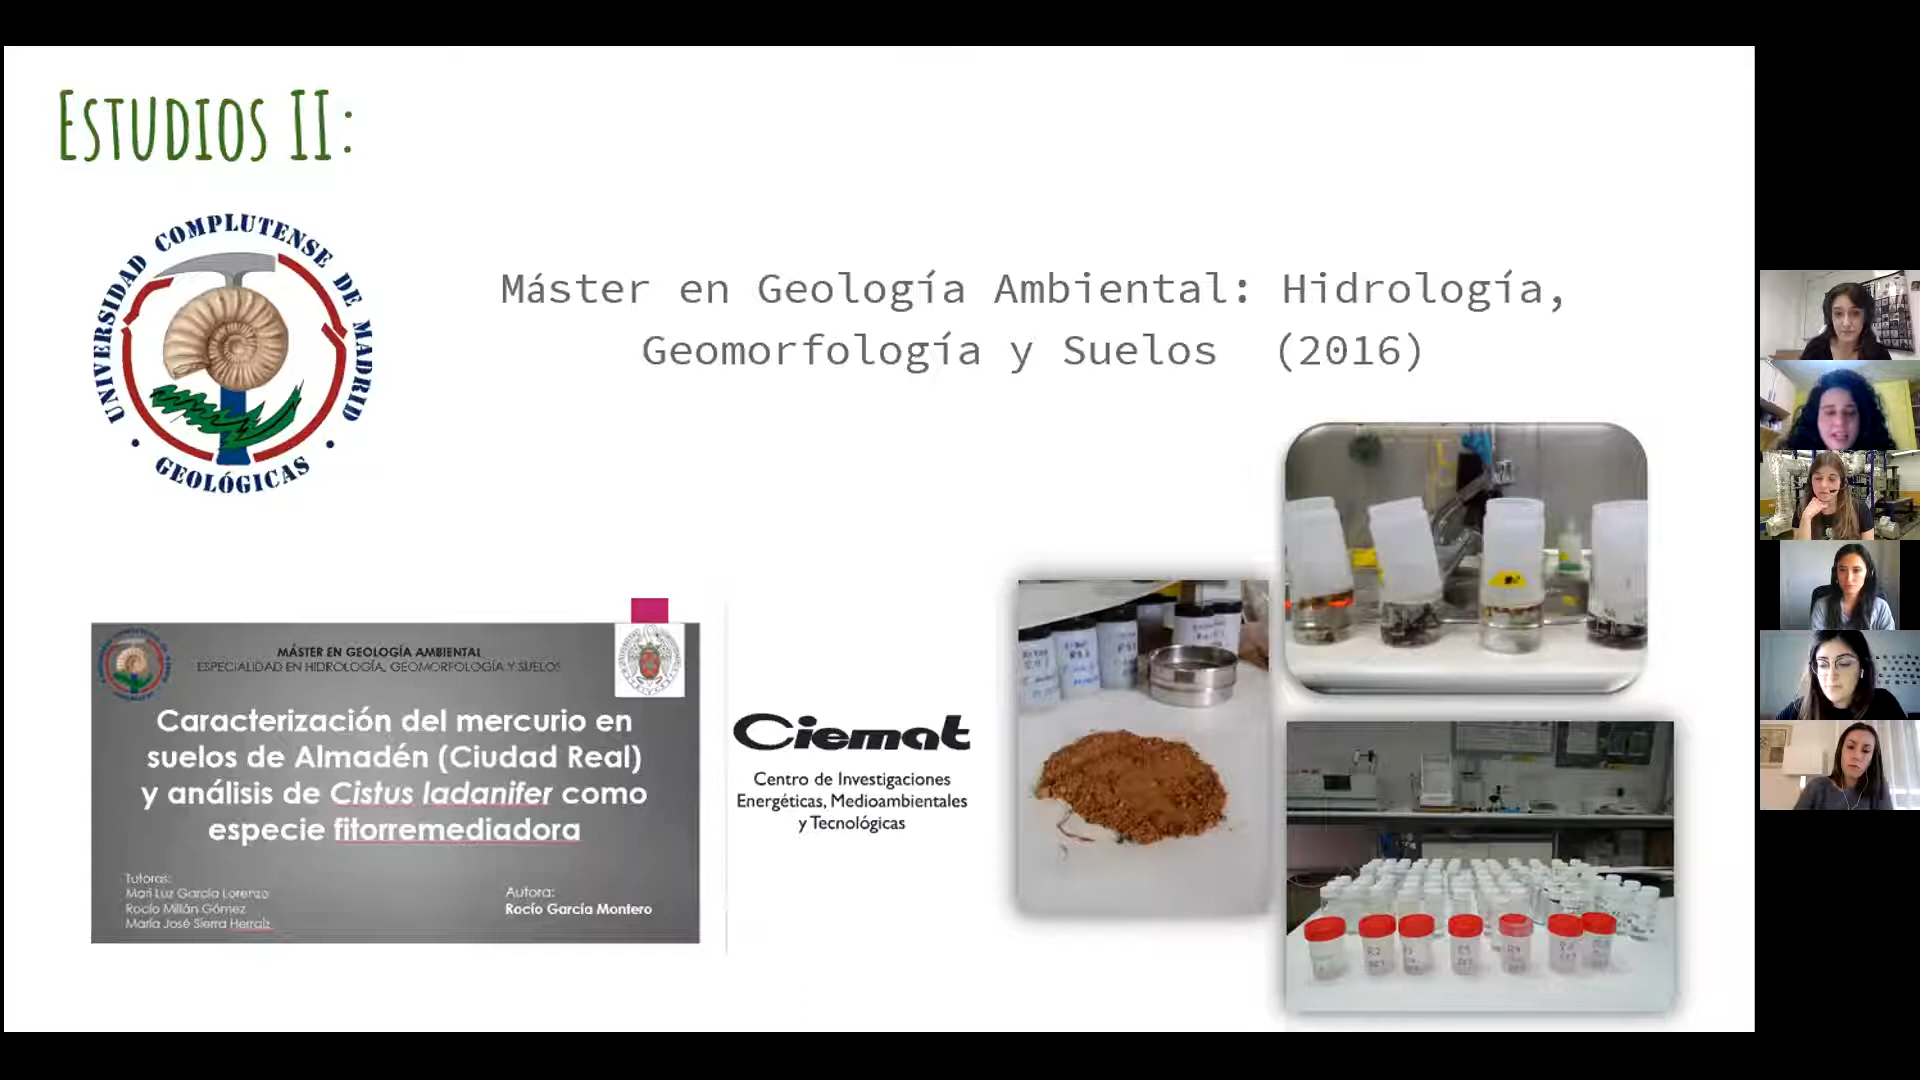 ESTUDIOS II:
UNIVERSIDAD COMPLUTENSE DE MADRID
GEOLÓGICAS
Máster en Geología Ambiental: Hidrología,
Geomorfología y Suelos (2016)
MÁSTER EN GEOLOGÍA AMBIENTAL
ESPECIALIDAD EN HIDROLOGÍA, GEOMORFOLOGÍA Y SUELOS
Caracterización del mercurio en
suelos de Almadén (Ciudad Real)
y análisis de Cistus ladanifer como
especie fitorremediadora
Tutoras:
Mari Luz García Lorenzo
Rocío Millán Gómez
María José Sierra Herraiz
Autora:
Rocío García Montero
Ciemat
Centro de Investigaciones
Energéticas, Medioambientales
y Tecnológicas